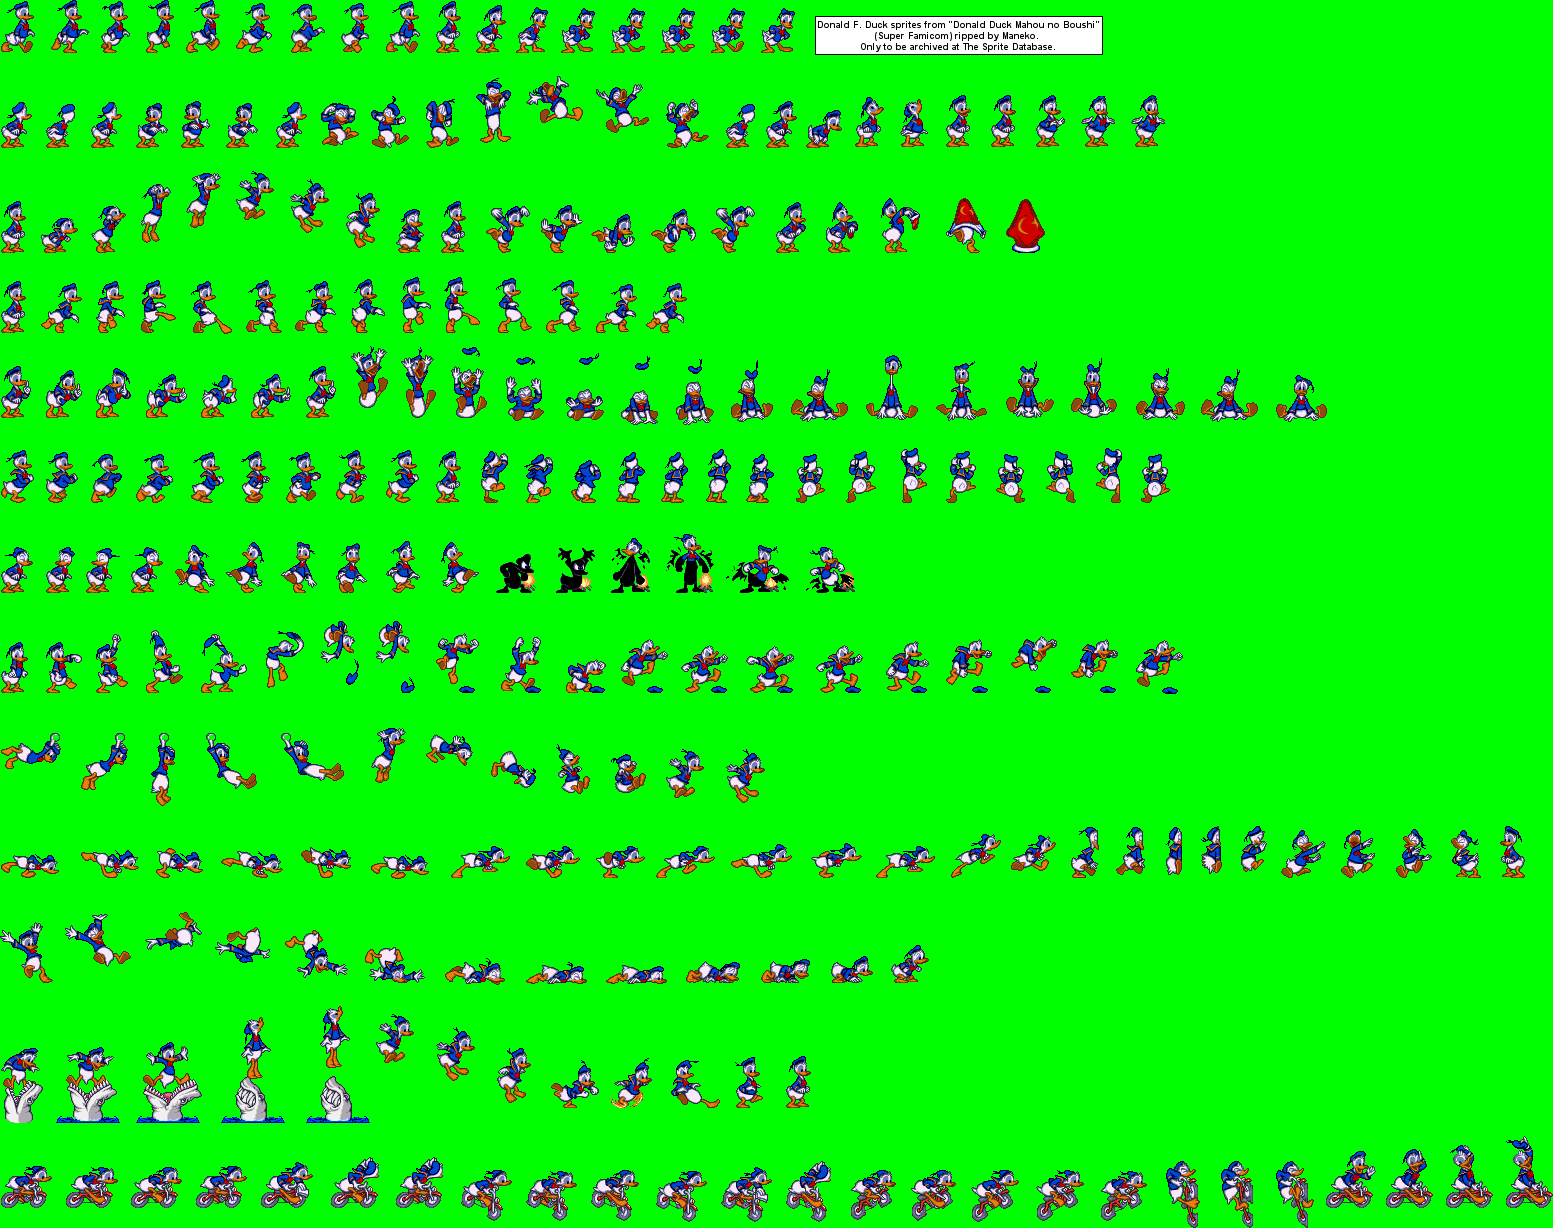 Donald F. Duck sprites from "Donald Duck Mahou no Boushi"
(Super Famicom) ripped by Maneko.
Only to be archived at The Sprite Database.